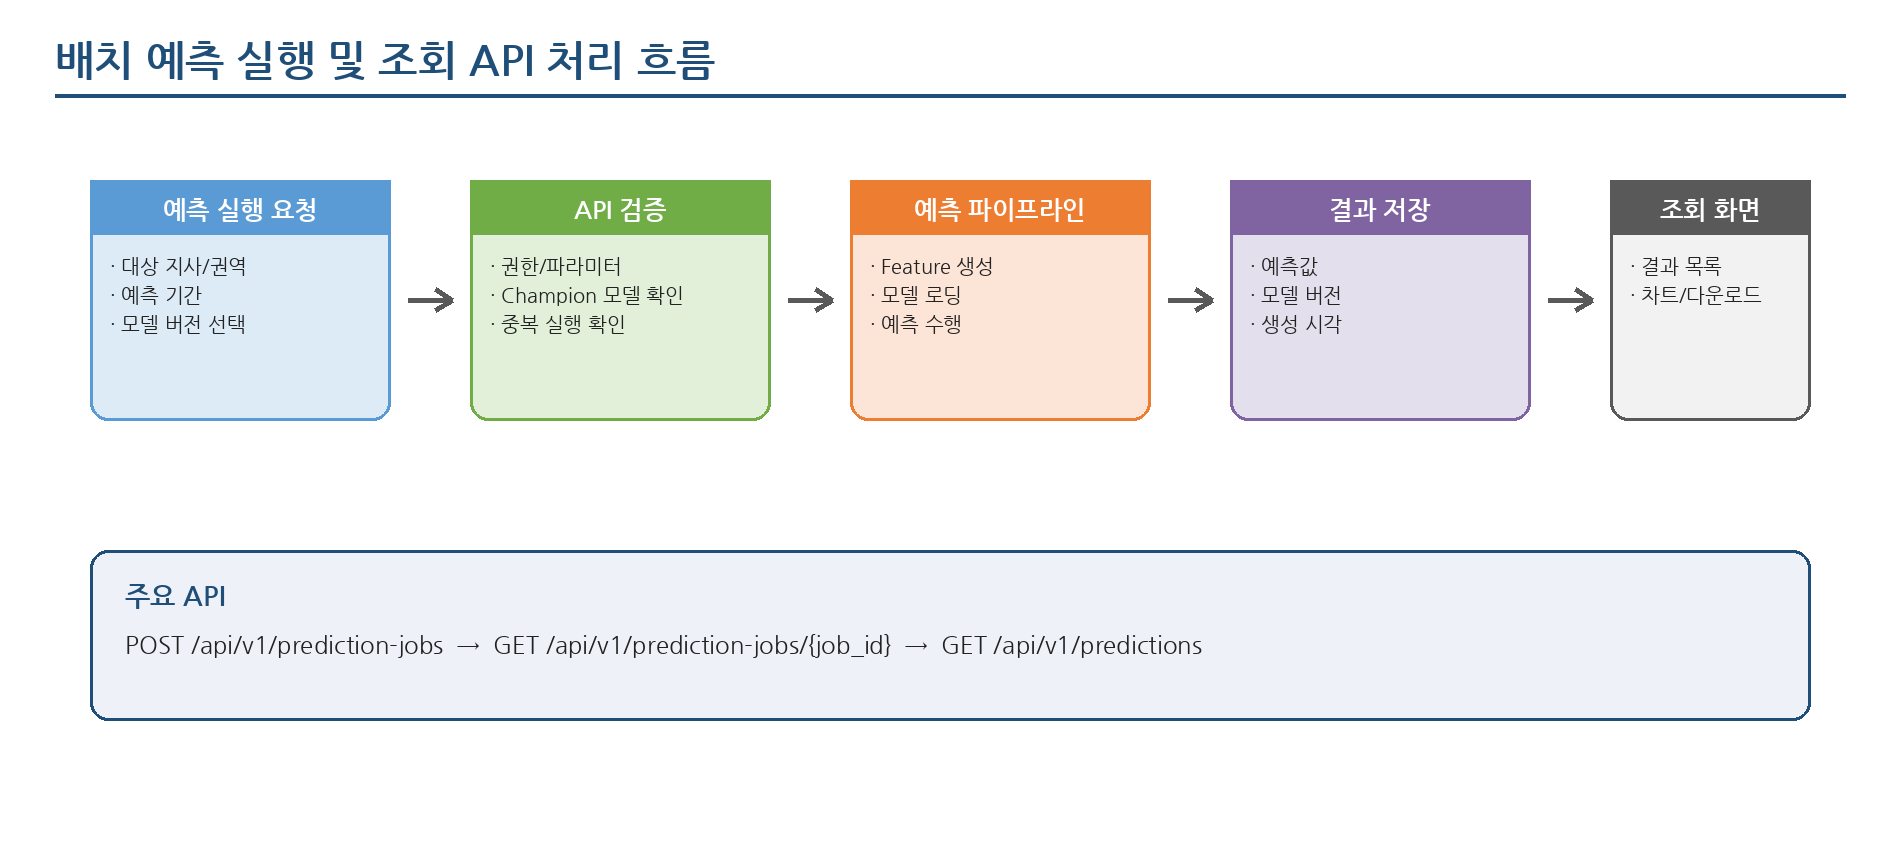 배치 예측 실행 및 조회 API 처리 흐름
예측 실행 요청
· 대상 지사/권역
· 예측 기간
· 모델 버전 선택
API 검증
· 권한/파라미터
· Champion 모델 확인
· 중복 실행 확인
예측 파이프라인
· Feature 생성
· 모델 로딩
· 예측 수행
결과 저장
· 예측값
· 모델 버전
· 생성 시각
조회 화면
· 결과 목록
· 차트/다운로드
주요 API
POST /api/v1/prediction-jobs → GET /api/v1/prediction-jobs/{job_id} → GET /api/v1/predictions